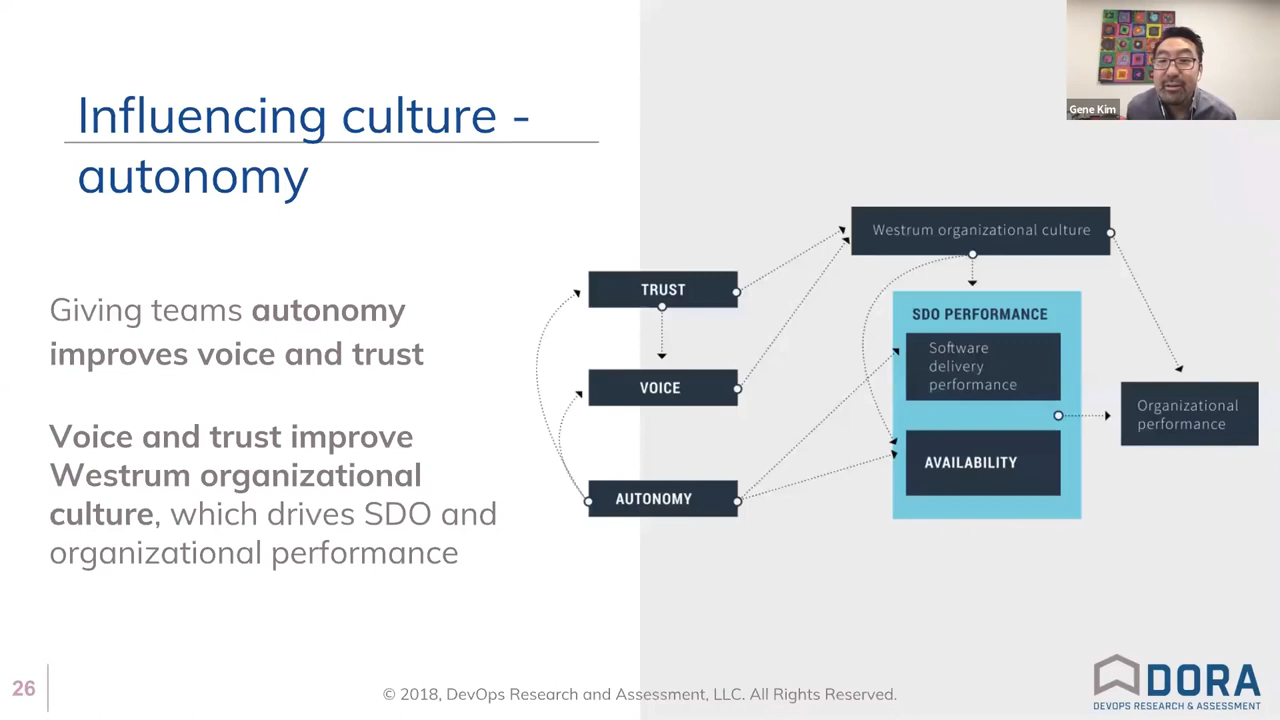 Gene Kim
Influencing culture -
autonomy
Giving teams autonomy
improves voice and trust
Voice and trust improve
Westrum organizational
culture, which drives SDO and
organizational performance
Westrum organizational culture
TRUST
SDO PERFORMANCE
Software
delivery
performance
VOICE
Organizational
performance
AVAILABILITY
AUTONOMY
26
© 2018, DevOps Research and Assessment, LLC. All Rights Reserved.
DORA
DEVOPS RESEARCH & ASSESSMENT